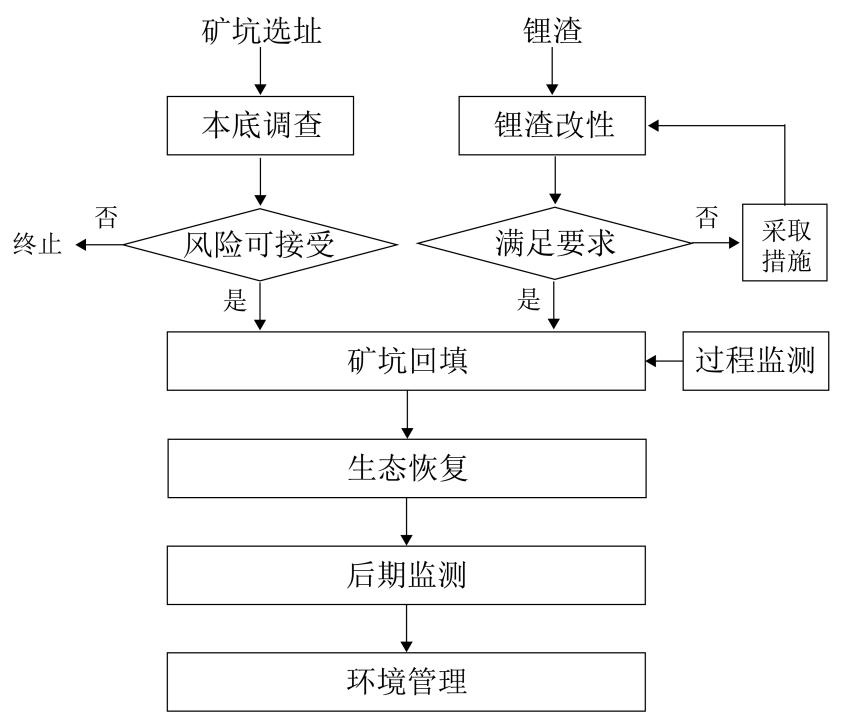 矿坑选址
锂渣
本底调查
锂渣改性
否
否
终止
风险可接受
满足要求
采取
措施
是
是
矿坑回填
过程监测
生态恢复
后期监测
环境管理